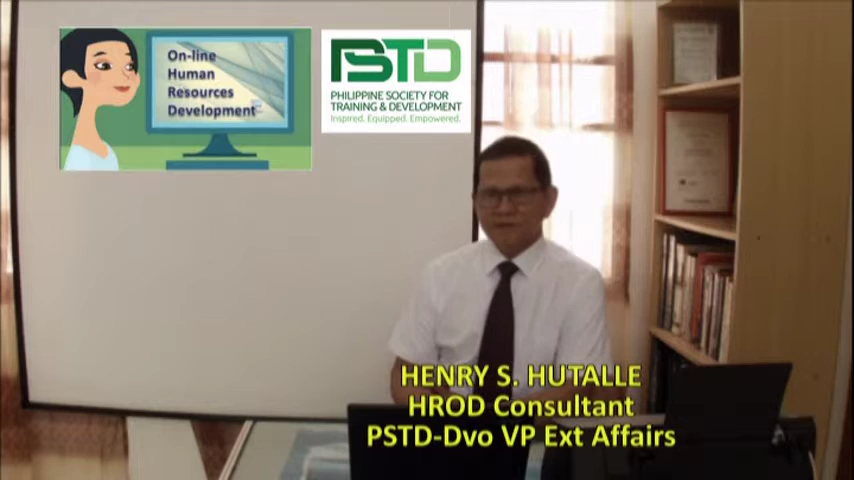 On-line
Human
Resources
Development
PSTD
PHILIPPINE SOCIETY FOR
TRAINING & DEVELOPMENT
Inspired. Equipped. Empowered.
HENRY S. HUTALLE
HROD Consultant
PSTD-Dvo VP Ext Affairs